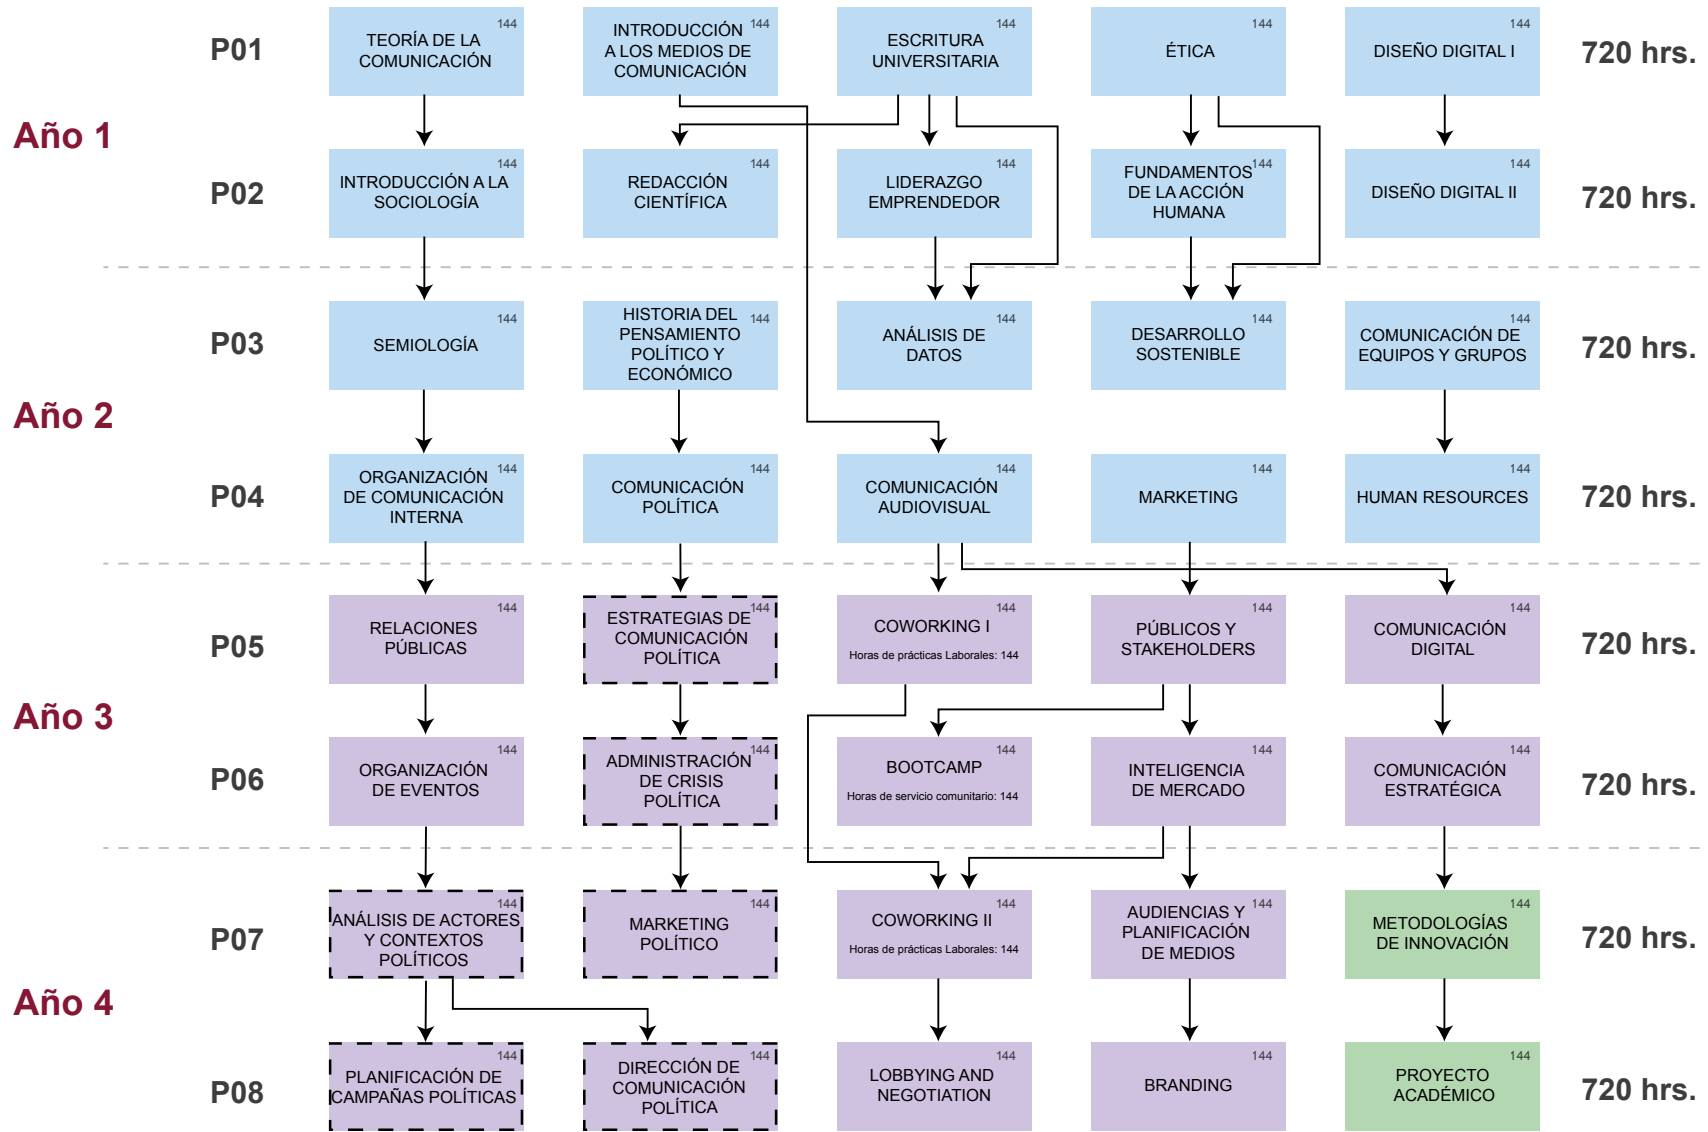 P01
144
TEORÍA DE LA
COMUNICACIÓN
144
INTRODUCCIÓN
A LOS MEDIOS DE
COMUNICACIÓN
144
ESCRITURA
UNIVERSITARIA
144
ÉTICA
144
DISEÑO DIGITAL I
720 hrs.
Año 1
P02
144
INTRODUCCIÓN A LA
SOCIOLOGÍA
144
REDACCIÓN
CIENTÍFICA
144
LIDERAZGO
EMPRENDEDOR
144
FUNDAMENTOS
DE LA ACCIÓN
HUMANA
144
DISEÑO DIGITAL II
720 hrs.
P03
144
SEMIOLOGÍA
144
HISTORIA DEL
PENSAMIENTO
POLÍTICO Y
ECONÓMICO
144
ANÁLISIS DE
DATOS
144
DESARROLLO
SOSTENIBLE
144
COMUNICACIÓN DE
EQUIPOS Y GRUPOS
720 hrs.
Año 2
P04
144
ORGANIZACIÓN
DE COMUNICACIÓN
INTERNA
144
COMUNICACIÓN
POLÍTICA
144
COMUNICACIÓN
AUDIOVISUAL
144
MARKETING
144
HUMAN RESOURCES
720 hrs.
P05
144
RELACIONES
PÚBLICAS
144
ESTRATEGIAS DE
COMUNICACIÓN
POLÍTICA
144
COWORKING I
Horas de prácticas Laborales: 144
144
PÚBLICOS Y
STAKEHOLDERS
144
COMUNICACIÓN
DIGITAL
720 hrs.
Año 3
P06
144
ORGANIZACIÓN
DE EVENTOS
144
ADMINISTRACIÓN
DE CRISIS
POLÍTICA
144
BOOTCAMP
Horas de servicio comunitario: 144
144
INTELIGENCIA
DE MERCADO
144
COMUNICACIÓN
ESTRATÉGICA
720 hrs.
P07
144
ANÁLISIS DE ACTORES
Y CONTEXTOS
POLÍTICOS
144
MARKETING
POLÍTICO
144
COWORKING II
Horas de prácticas Laborales: 144
144
AUDIENCIAS Y
PLANIFICACIÓN
DE MEDIOS
144
METODOLOGÍAS
DE INNOVACIÓN
720 hrs.
Año 4
P08
144
PLANIFICACIÓN DE
CAMPAÑAS POLÍTICAS
144
DIRECCIÓN DE
COMUNICACIÓN
POLÍTICA
144
LOBBYING AND
NEGOTIATION
144
BRANDING
144
PROYECTO
ACADÉMICO
720 hrs.